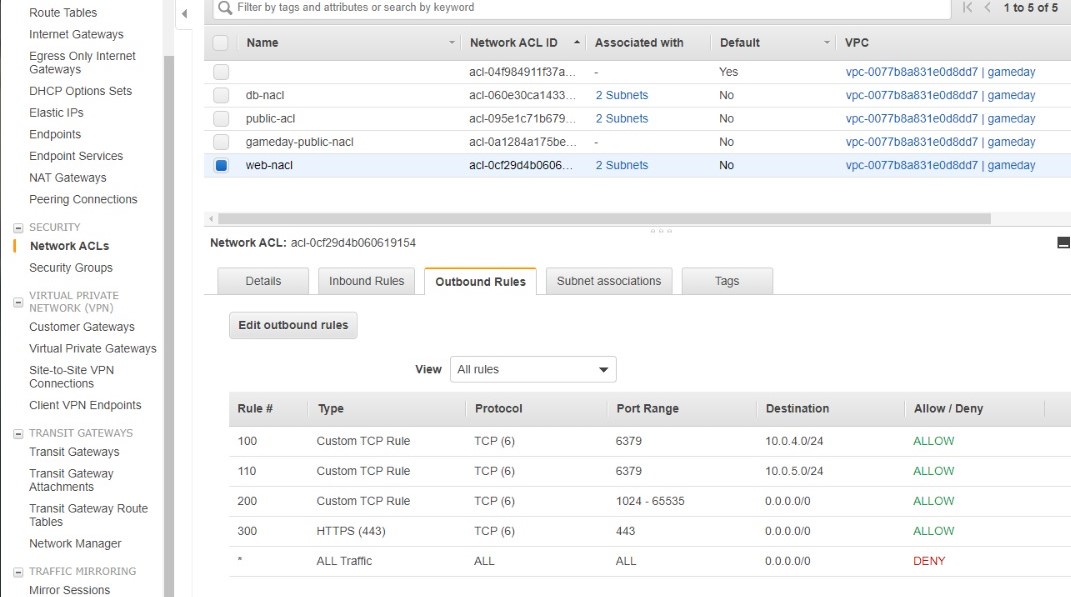 Route Tables
Internet Gateways
Egress Only Internet
Gateways
DHCP Options Sets
Elastic IPs
Endpoints
Endpoint Services
NAT Gateways
Peering Connections
SECURITY
Network ACLs
Security Groups
VIRTUAL PRIVATE
NETWORK (VPN)
Customer Gateways
Virtual Private Gateways
Site-to-Site VPN
Connections
Client VPN Endpoints
TRANSIT GATEWAYS
Transit Gateways
Transit Gateway
Attachments
Transit Gateway Route
Tables
Network Manager
TRAFFIC MIRRORING
Mirror Sessions
Filter by tags and attributes or search by keyword
1 to 5 of 5
Name Network ACL ID Associated with Default VPC
acl-04f984911f37a... - Yes vpc-0077b8a831e0d8dd7 | gameday
db-nacl acl-060e30ca1433... 2 Subnets No vpc-0077b8a831e0d8dd7 | gameday
public-acl acl-095e1c71b679... 2 Subnets No vpc-0077b8a831e0d8dd7 | gameday
gameday-public-nacl acl-0a1284a175be... - No vpc-0077b8a831e0d8dd7 | gameday
web-nacl acl-0cf29d4b0606... 2 Subnets No vpc-0077b8a831e0d8dd7 | gameday
Network ACL: acl-0cf29d4b060619154
Details Inbound Rules Outbound Rules Subnet associations Tags
Edit outbound rules
View All rules
Rule # Type Protocol Port Range Destination Allow / Deny
100 Custom TCP Rule TCP (6) 6379 10.0.4.0/24 ALLOW
110 Custom TCP Rule TCP (6) 6379 10.0.5.0/24 ALLOW
200 Custom TCP Rule TCP (6) 1024 - 65535 0.0.0.0/0 ALLOW
300 HTTPS (443) TCP (6) 443 0.0.0.0/0 ALLOW
* ALL Traffic ALL ALL 0.0.0.0/0 DENY